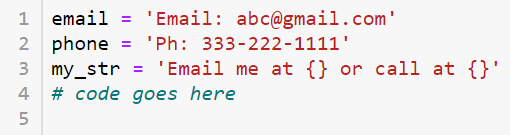 1 email = 'Email: abc@gmail.com'
2 phone = 'Ph: 333-222-1111'
3 my_str = 'Email me at {} or call at {}'
4 # code goes here
5